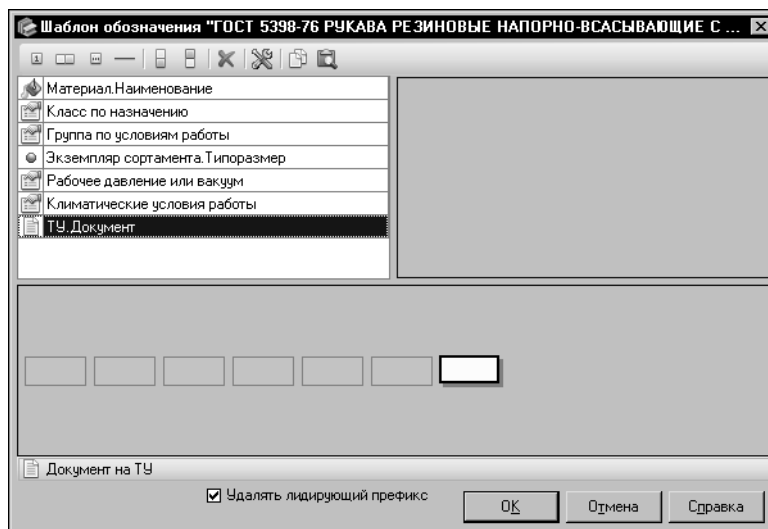 Шаблон обозначения "ГОСТ 5398-76 РУКАВА РЕЗИНОВЫЕ НАПОРНО-ВСАСЫВАЮЩИЕ С ...
Материал.Наименование
Класс по назначению
Группа по условиям работы
Экземпляр сортамента.Типоразмер
Рабочее давление или вакуум
Климатические условия работы
ТУ.Документ
Документ на ТУ
Удалять лидирующий префикс
OK
Отмена
Справка